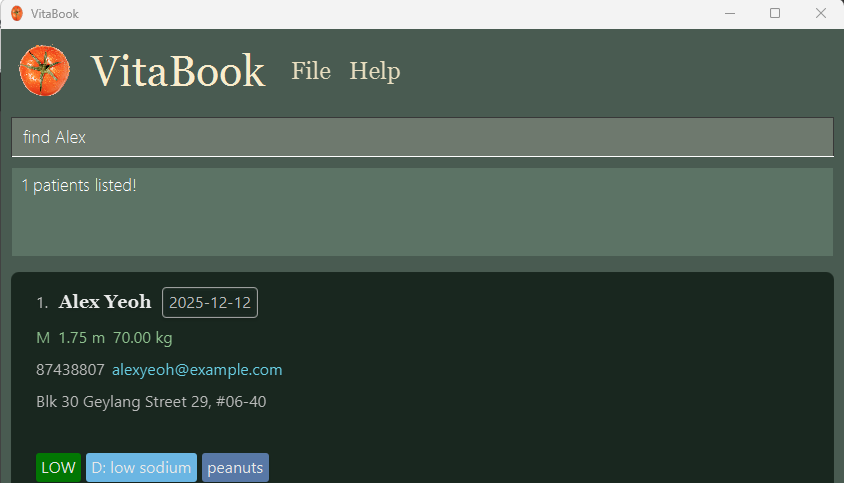 VitaBook
VitaBook File Help
find Alex
1 patients listed!
1. Alex Yeoh 2025-12-12
M 1.75 m 70.00 kg
87438807 alexyeoh@example.com
Blk 30 Geylang Street 29, #06-40
LOW D: low sodium peanuts